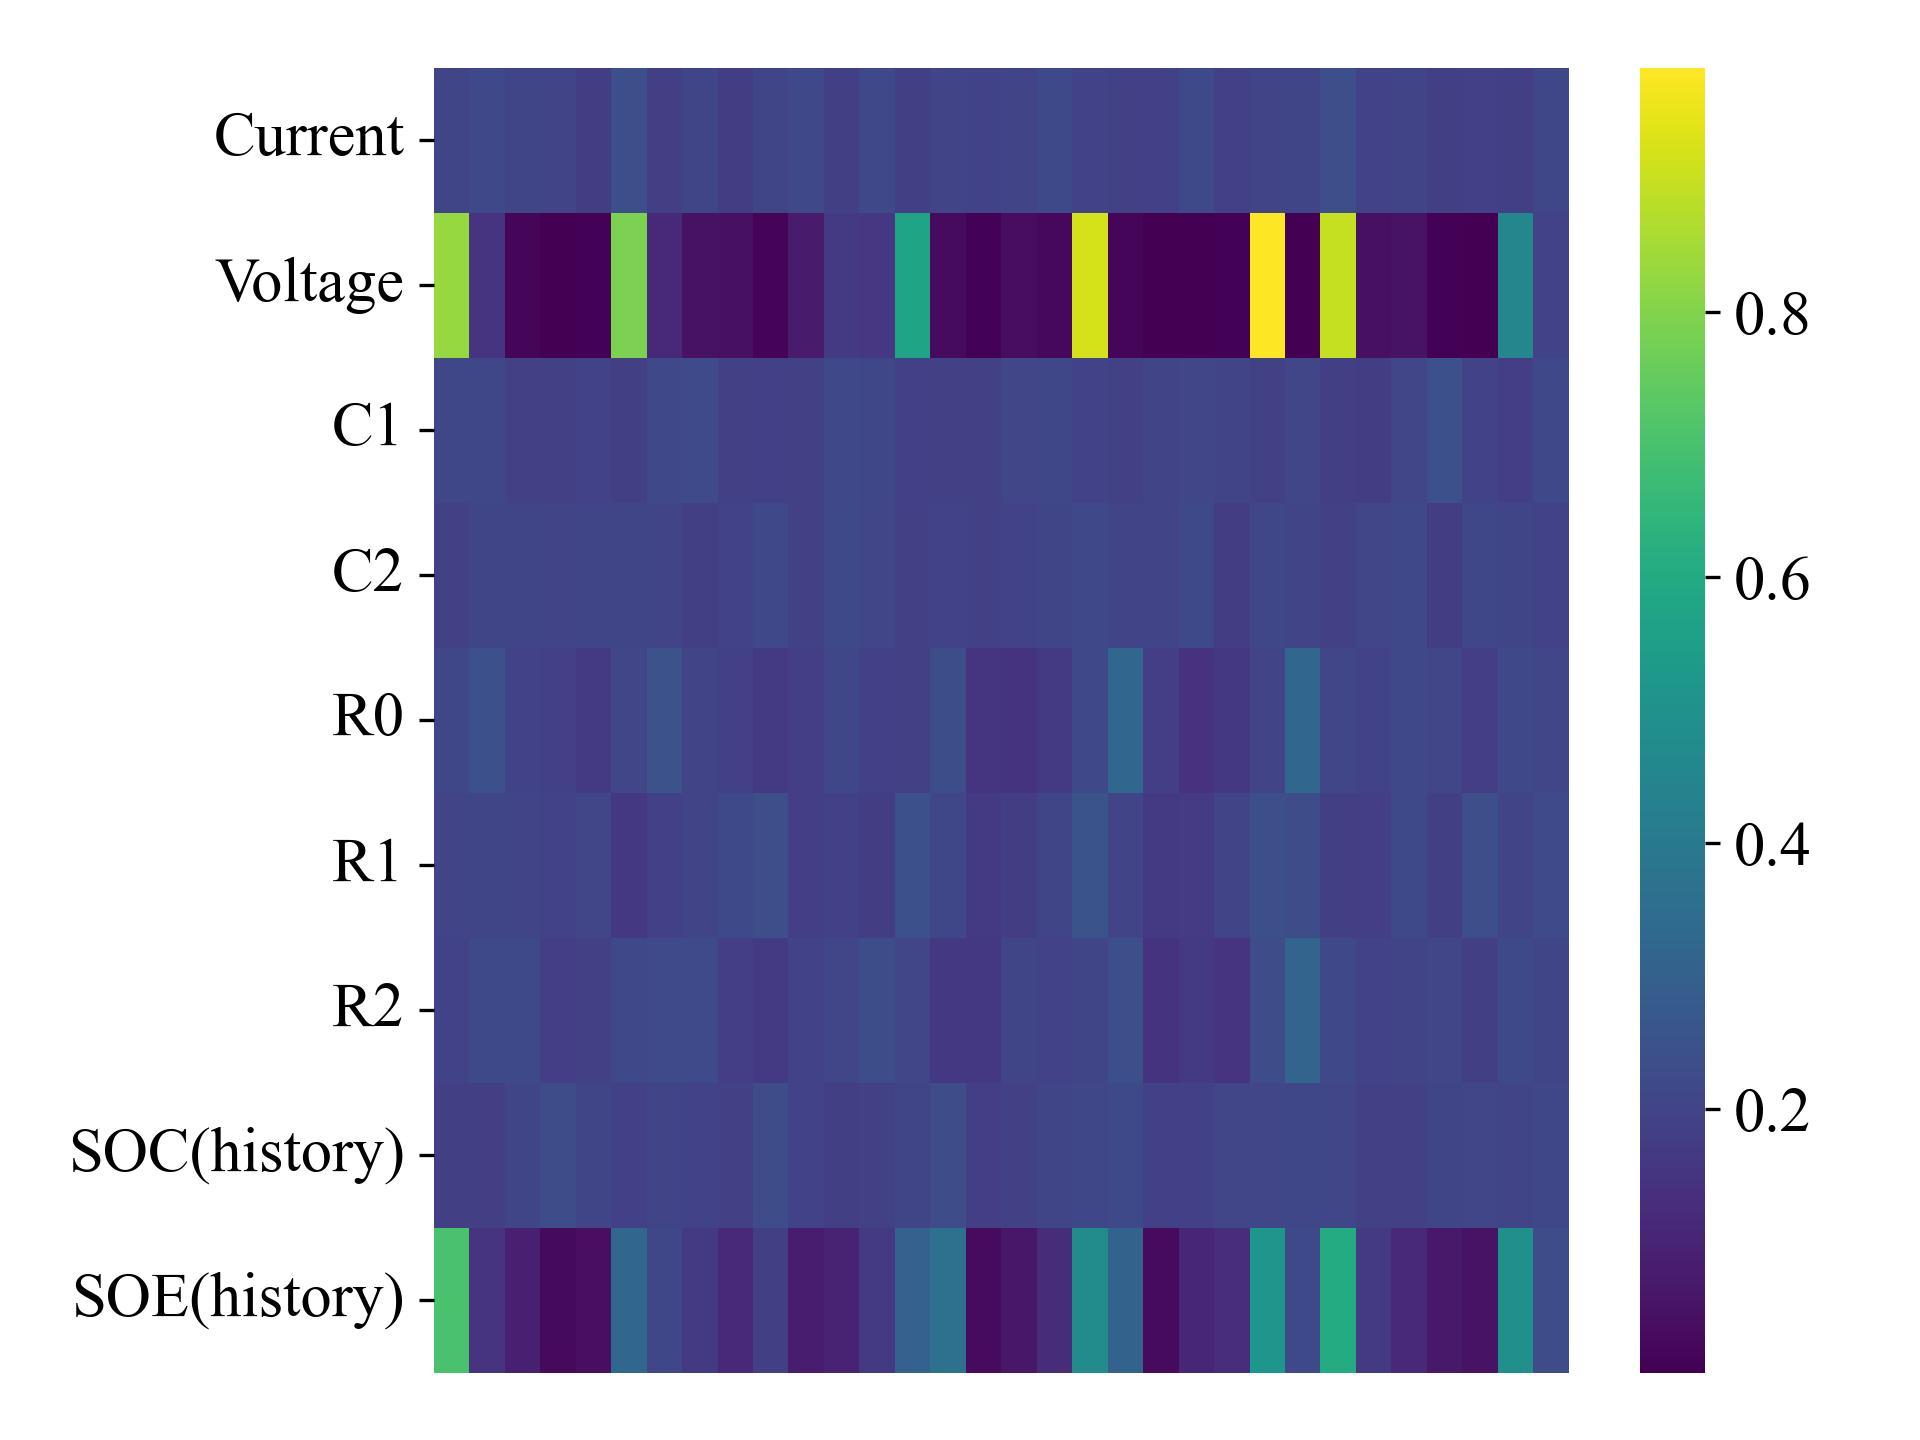 Current
Voltage
C1
C2
R0
R1
R2
SOC(history)
SOE(history)
0.8
0.6
0.4
0.2